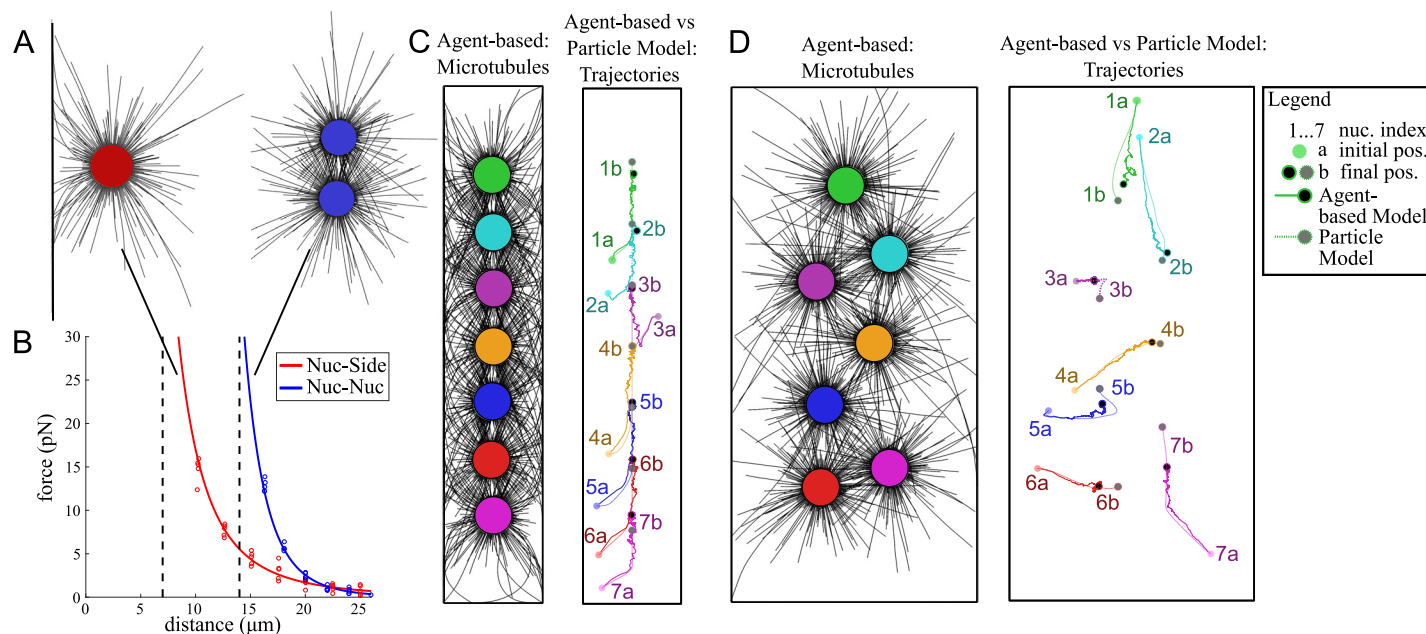 A
B
30
25
20
15
10
5
0
force (pN)
0
5
10
15
20
25
distance (μm)
Nuc-Side
Nuc-Nuc
C
Agent-based:
Microtubules
Agent-based vs
Particle Model:
Trajectories
1b
2b
1a
3b
2a
3a
4b
5b
4a
6b
5a
7b
6a
7a
D
Agent-based:
Microtubules
Agent-based vs Particle Model:
Trajectories
1a
2a
1b
2b
3a
3b
4b
4a
5b
5a
7b
6a
6b
7a
Legend
1...7 nuc. index
a initial pos.
b final pos.
Agent-
based Model
Particle
Model